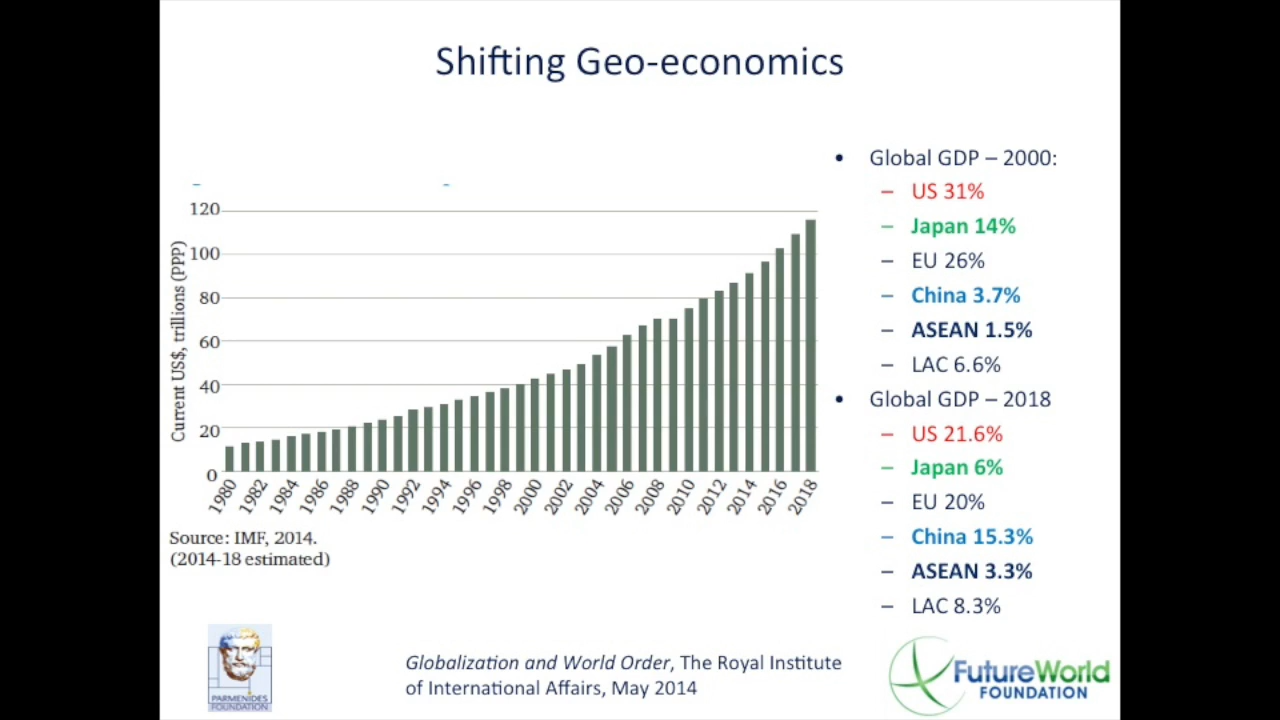 Shifting Geo-economics
Current US$, trillions (PPP)
120
100
80
60
40
20
0
1980
1982
1984
1986
1988
1990
1992
1994
1996
1998
2000
2002
2004
2006
2008
2010
2012
2014
2016
2018
Source: IMF, 2014.
(2014-18 estimated)
• Global GDP – 2000:
– US 31%
– Japan 14%
– EU 26%
– China 3.7%
– ASEAN 1.5%
– LAC 6.6%
• Global GDP – 2018
– US 21.6%
– Japan 6%
– EU 20%
– China 15.3%
– ASEAN 3.3%
– LAC 8.3%
PARMENIDES
FOUNDATION
Globalization and World Order, The Royal Institute
of International Affairs, May 2014
FutureWorld
FOUNDATION